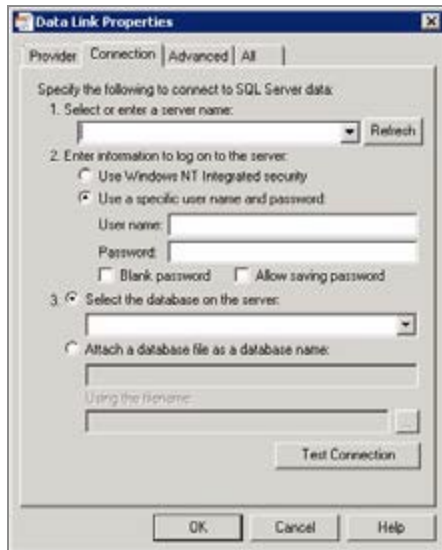 Data Link Properties
Provider Connection Advanced All
Specify the following to connect to SQL Server data:
1. Select or enter a server name:
Refresh
2. Enter information to log on to the server:
Use Windows NT Integrated security
Use a specific user name and password:
User name:
Password:
Blank password Allow saving password
3. Select the database on the server:
Attach a database file as a database name:
Using the filename:
...
Test Connection
OK Cancel Help